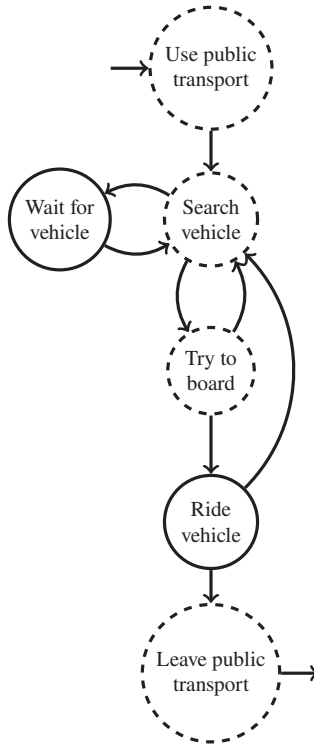 Use public
transport
Wait for
vehicle
Search
vehicle
Try to
board
Ride
vehicle
Leave public
transport